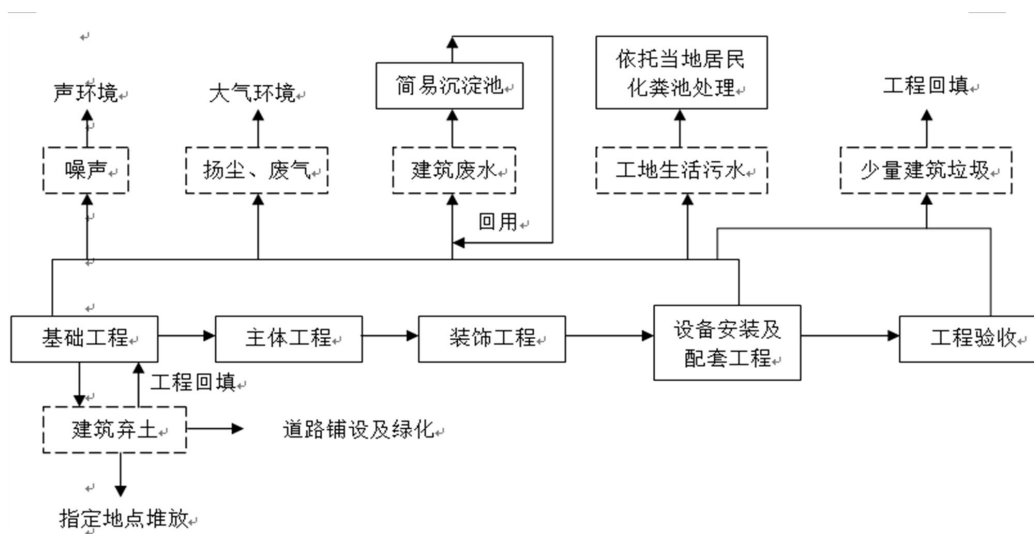 声环境
大气环境
简易沉淀池
依托当地居民
化粪池处理
工程回填
噪声
扬尘、废气
建筑废水
工地生活污水
少量建筑垃圾
回用
基础工程
主体工程
装饰工程
设备安装及
配套工程
工程验收
工程回填
建筑弃土
道路铺设及绿化
指定地点堆放